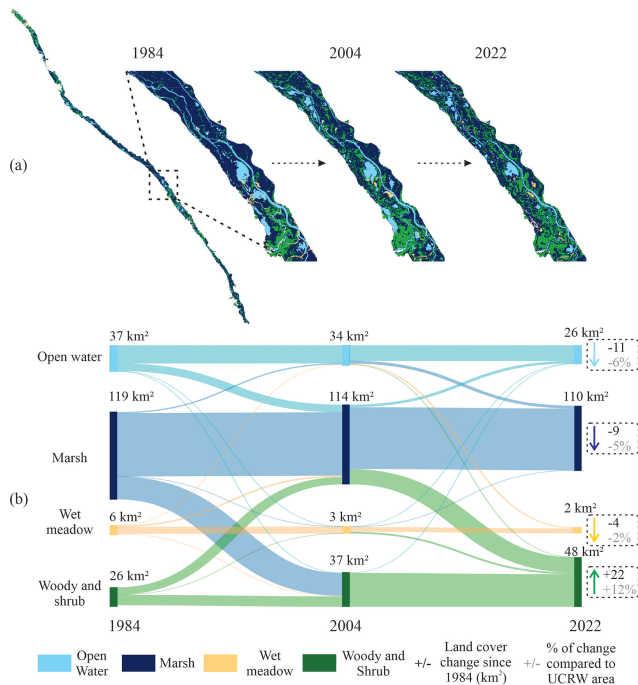 1984 2004 2022
(a)
37 km² 34 km² 26 km²
Open water
-11
-6%
119 km² 114 km² 110 km²
Marsh
-9
-5%
(b)
6 km² 3 km² 2 km²
Wet
meadow
-4
-2%
26 km² 37 km² 48 km²
Woody and
shrub
+22
+12%
1984 2004 2022
Open
Water
Marsh
Wet
meadow
Woody and
Shrub
+/-
Land cover
change since
1984 (km²)
+/-
% of change
compared to
UCRW area